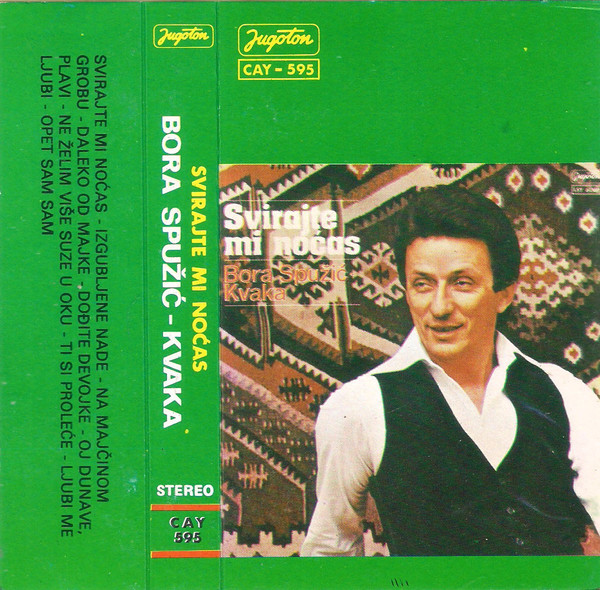 SVIRAJTE MI NOĆAS - IZGUBLJENE NADE - NA MAJČINOM
GROBU - DALEKO OD MAJKE - DOĐITE DEVOJKE - OJ DUNAVE,
PLAVI - NE ŽELIM VIŠE SUZE U OKU - TI SI PROLEĆE - LJUBI ME
LJUBI - OPET SAM SAM
Jugoton
SVIRAJTE MI NOĆAS
BORA SPUŽIĆ - KVAKA
STEREO
CAY
595
Jugoton
CAY - 595
Jugoton
Svirajte
mi noćas
Bora Spužić
Kvaka